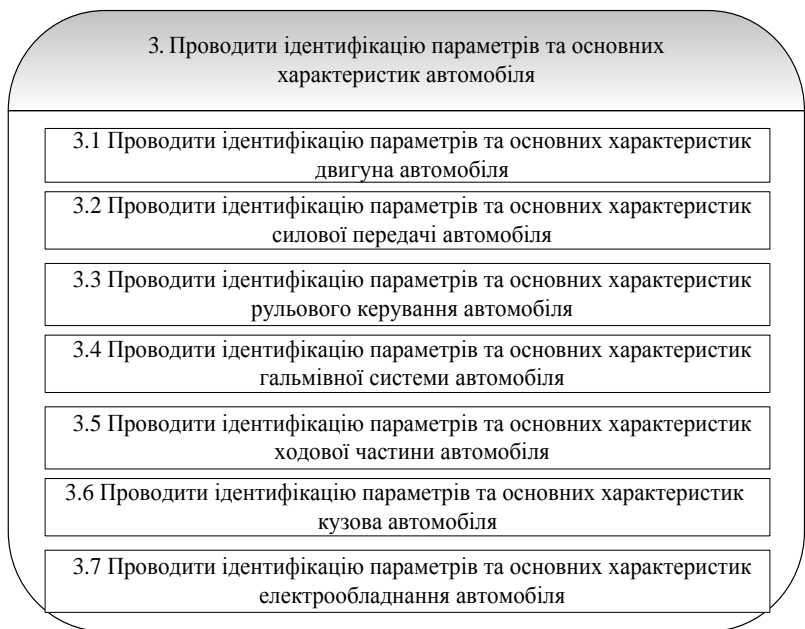 3. Проводити ідентифікацію параметрів та основних
характеристик автомобіля
3.1 Проводити ідентифікацію параметрів та основних характеристик
двигуна автомобіля
3.2 Проводити ідентифікацію параметрів та основних характеристик
силової передачі автомобіля
3.3 Проводити ідентифікацію параметрів та основних характеристик
рульового керування автомобіля
3.4 Проводити ідентифікацію параметрів та основних характеристик
гальмівної системи автомобіля
3.5 Проводити ідентифікацію параметрів та основних характеристик
ходової частини автомобіля
3.6 Проводити ідентифікацію параметрів та основних характеристик
кузова автомобіля
3.7 Проводити ідентифікацію параметрів та основних характеристик
електрообладнання автомобіля